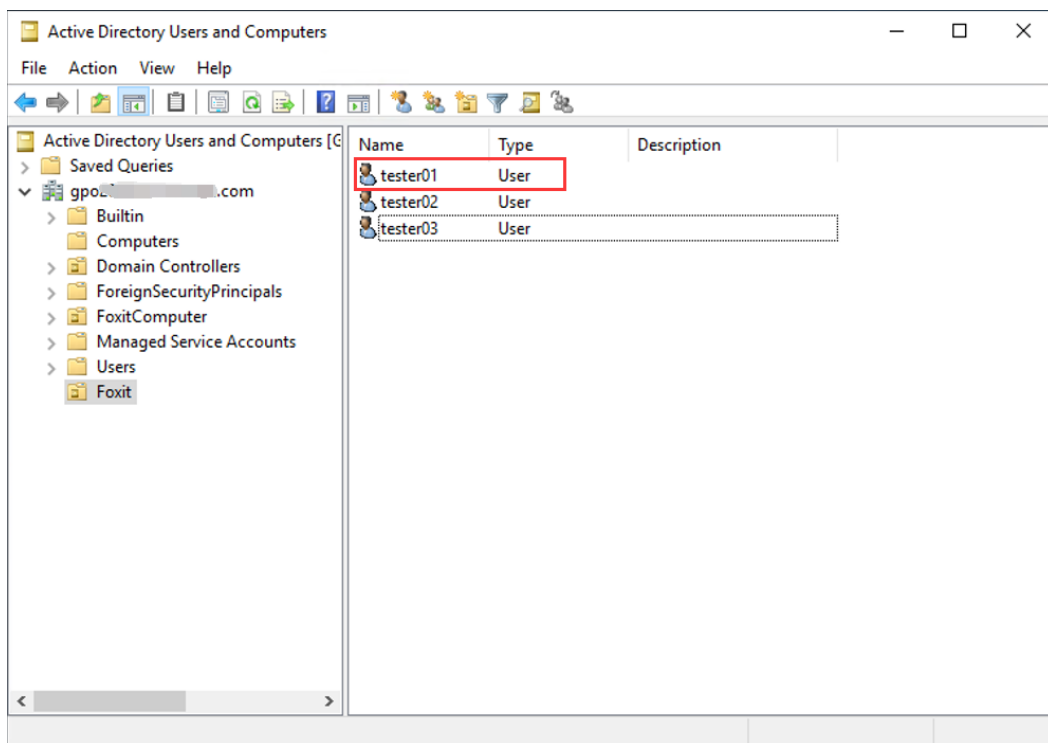 Active Directory Users and Computers
File Action View Help
Active Directory Users and Computers [G
Saved Queries
.com
Builtin
Computers
Domain Controllers
ForeignSecurityPrincipals
FoxitComputer
Managed Service Accounts
Users
Foxit
Name Type Description
tester01 User
tester02 User
tester03 User